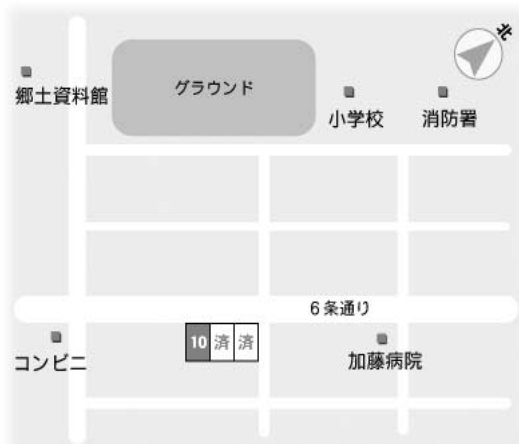 北
郷土資料館
グラウンド
小学校
消防署
6条通り
コンビニ
10 済 済
加藤病院